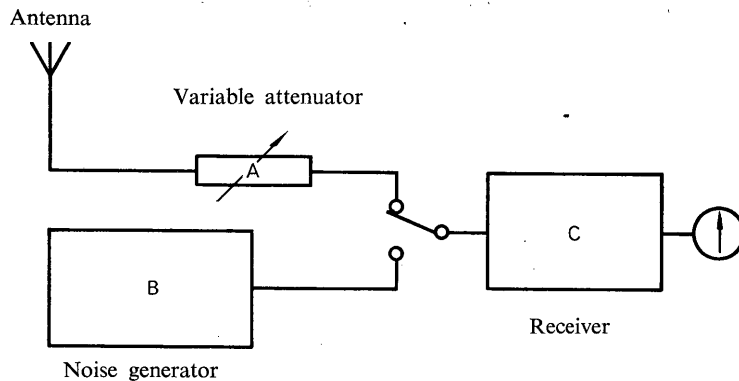 Antenna
Variable attenuator
A
B
C
Receiver
Noise generator